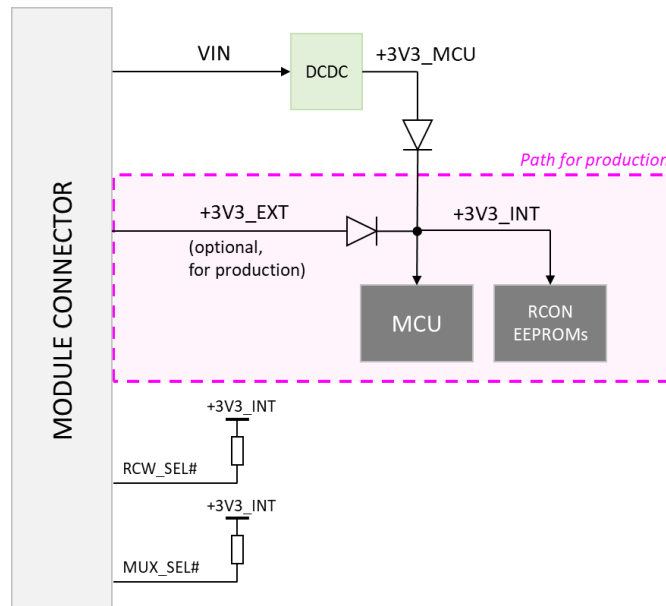 MODULE CONNECTOR
VIN
DCDC
+3V3_MCU
Path for production
+3V3_EXT
(optional,
for production)
+3V3_INT
MCU
RCON
EEPROMs
+3V3_INT
RCW_SEL#
+3V3_INT
MUX_SEL#